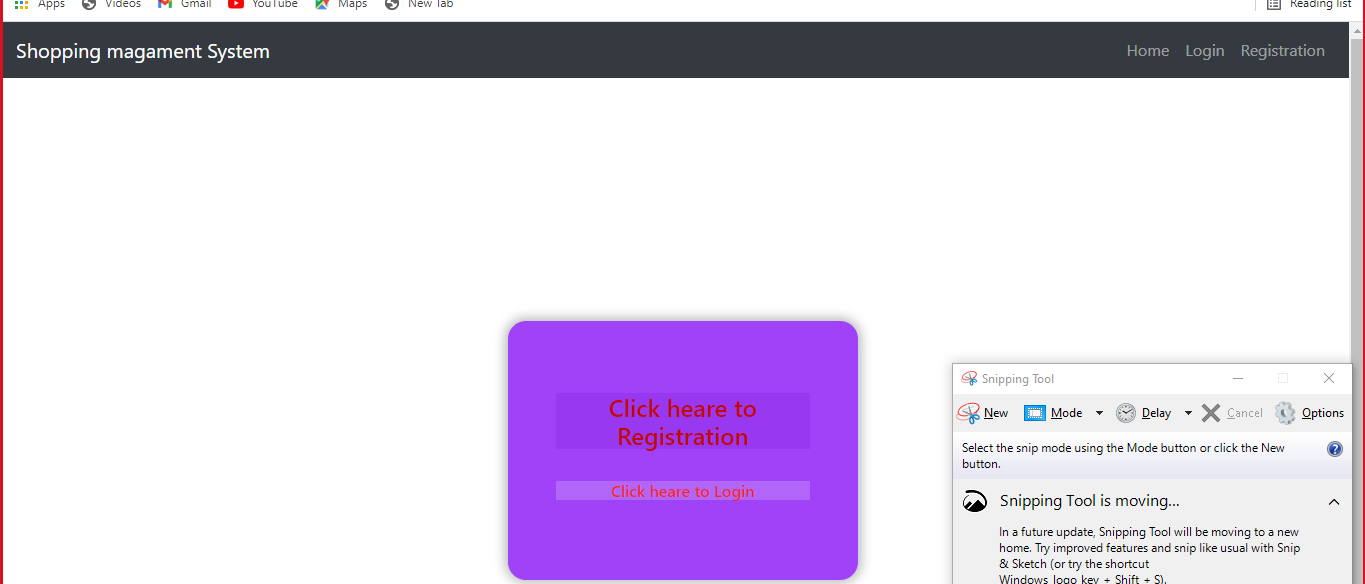 Apps Videos Gmail YouTube Maps New Tab Reading list
Shopping magament System Home Login Registration
Click heare to
Registration
Click heare to Login
Snipping Tool
New Mode Delay Cancel Options
Select the snip mode using the Mode button or click the New
button.
Snipping Tool is moving...
In a future update, Snipping Tool will be moving to a new
home. Try improved features and snip like usual with Snip
& Sketch (or try the shortcut
Windows logo key + Shift + S).